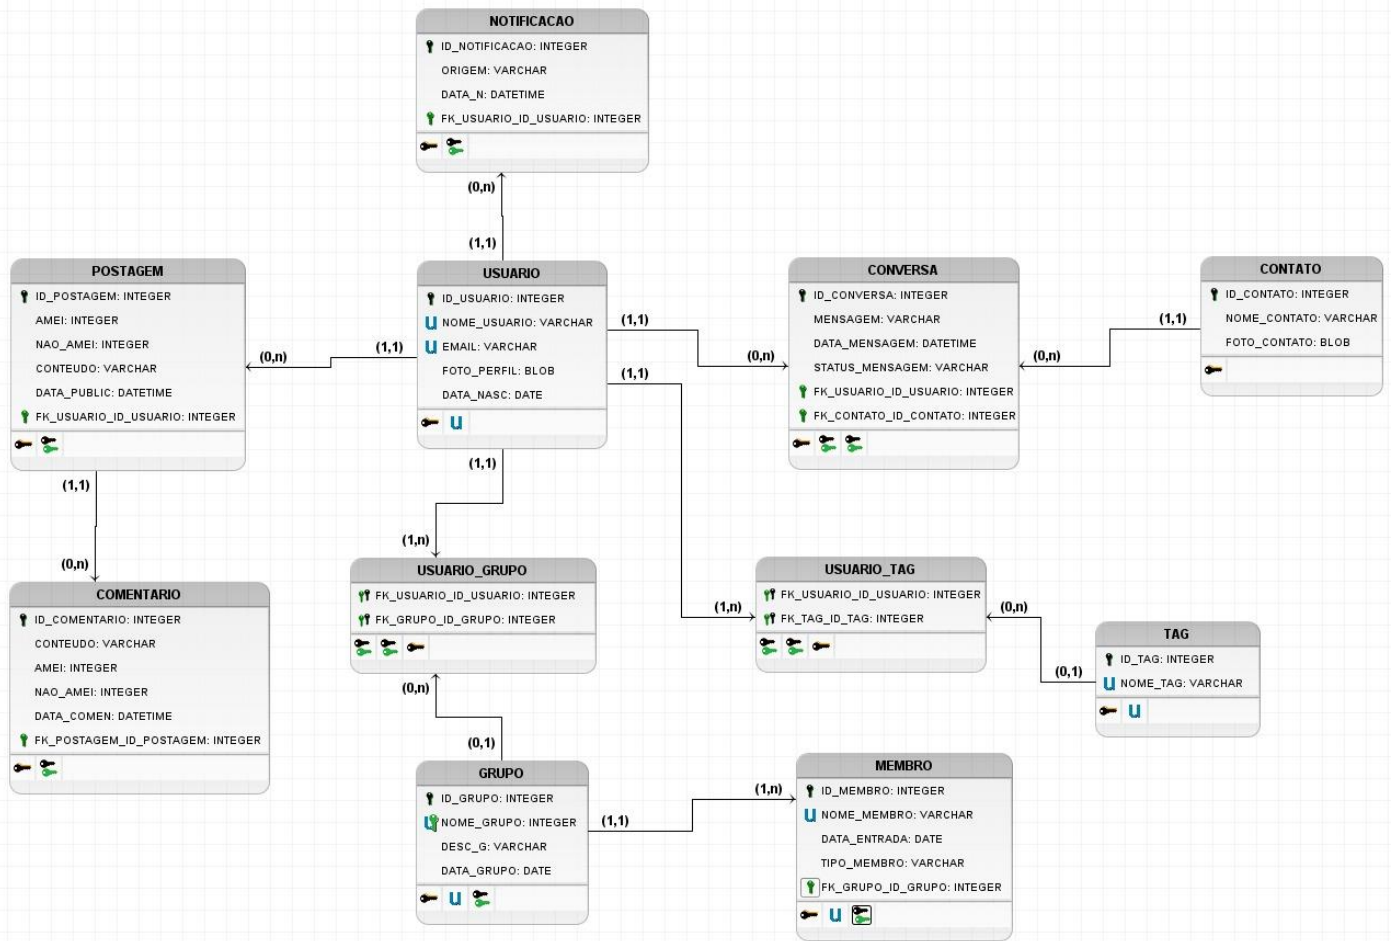 NOTIFICACAO
ID_NOTIFICACAO: INTEGER
ORIGEM: VARCHAR
DATA_N: DATETIME
FK_USUARIO_ID_USUARIO: INTEGER
(0,n)
(1,1)
POSTAGEM
ID_POSTAGEM: INTEGER
AMEI: INTEGER
NAO_AMEI: INTEGER
CONTEUDO: VARCHAR
DATA_PUBLIC: DATETIME
FK_USUARIO_ID_USUARIO: INTEGER
(0,n)
(1,1)
USUARIO
ID_USUARIO: INTEGER
U NOME_USUARIO: VARCHAR
U EMAIL: VARCHAR
FOTO_PERFIL: BLOB
DATA_NASC: DATE
U
(1,1)
(0,n)
(1,1)
CONVERSA
ID_CONVERSA: INTEGER
MENSAGEM: VARCHAR
DATA_MENSAGEM: DATETIME
STATUS_MENSAGEM: VARCHAR
FK_USUARIO_ID_USUARIO: INTEGER
FK_CONTATO_ID_CONTATO: INTEGER
(1,1)
(0,n)
CONTATO
ID_CONTATO: INTEGER
NOME_CONTATO: VARCHAR
FOTO_CONTATO: BLOB
(1,1)
(0,n)
(1,1)
(1,n)
COMENTARIO
ID_COMENTARIO: INTEGER
CONTEUDO: VARCHAR
AMEI: INTEGER
NAO_AMEI: INTEGER
DATA_COMEN: DATETIME
FK_POSTAGEM_ID_POSTAGEM: INTEGER
USUARIO_GRUPO
FK_USUARIO_ID_USUARIO: INTEGER
FK_GRUPO_ID_GRUPO: INTEGER
(0,n)
(0,1)
USUARIO_TAG
FK_USUARIO_ID_USUARIO: INTEGER
FK_TAG_ID_TAG: INTEGER
(1,n)
(0,n)
(0,1)
TAG
ID_TAG: INTEGER
U NOME_TAG: VARCHAR
U
GRUPO
ID_GRUPO: INTEGER
U NOME_GRUPO: INTEGER
DESC_G: VARCHAR
DATA_GRUPO: DATE
U
(1,1)
(1,n)
MEMBRO
ID_MEMBRO: INTEGER
U NOME_MEMBRO: VARCHAR
DATA_ENTRADA: DATE
TIPO_MEMBRO: VARCHAR
FK_GRUPO_ID_GRUPO: INTEGER
U